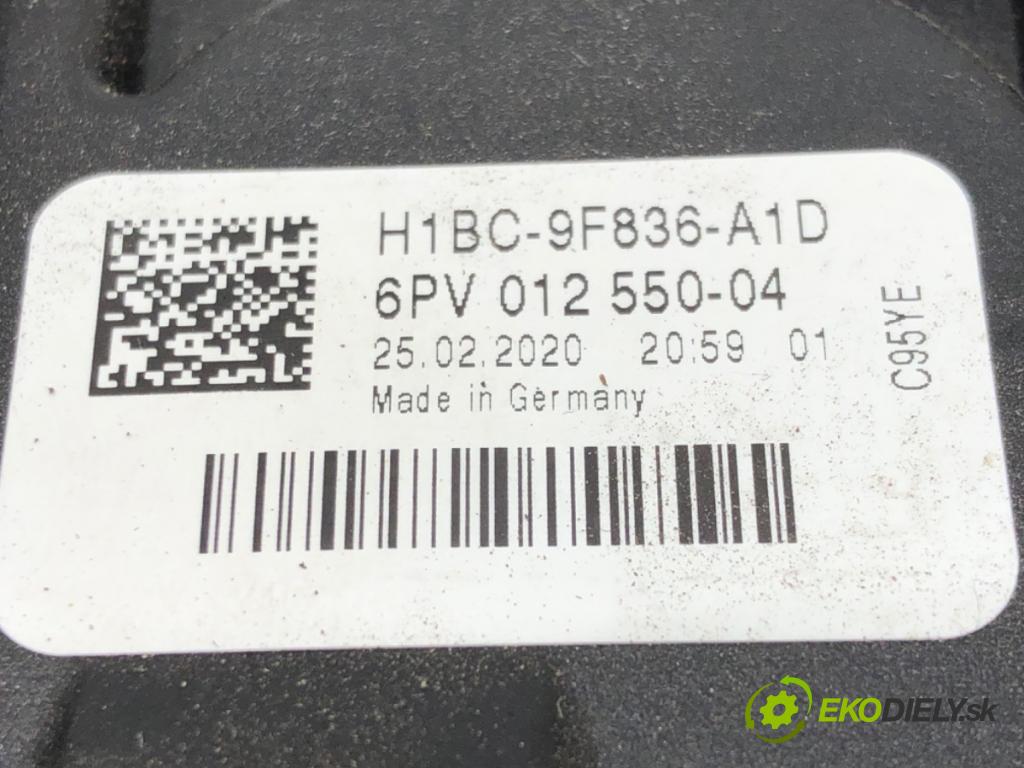 H1BC-9F836-A1D
6PV 012 550-04
25.02.2020 20:59 01
Made in Germany
C95YE
EKODIELY.sk